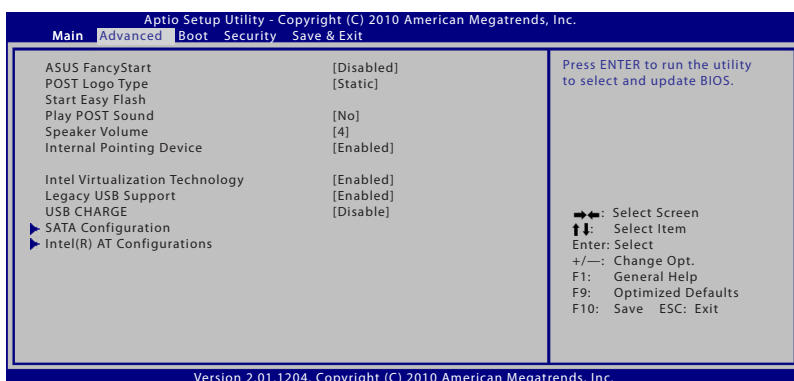 Aptio Setup Utility - Copyright (C) 2010 American Megatrends, Inc.
Main Advanced Boot Security Save & Exit
ASUS FancyStart [Disabled]
POST Logo Type [Static]
Start Easy Flash
Play POST Sound [No]
Speaker Volume [4]
Internal Pointing Device [Enabled]
Intel Virtualization Technology [Enabled]
Legacy USB Support [Enabled]
USB CHARGE [Disable]
SATA Configuration
Intel(R) AT Configurations
Press ENTER to run the utility
to select and update BIOS.
→←: Select Screen
↑↓: Select Item
Enter: Select
+/—: Change Opt.
F1: General Help
F9: Optimized Defaults
F10: Save ESC: Exit
Version 2.01.1204. Copyright (C) 2010 American Megatrends, Inc.